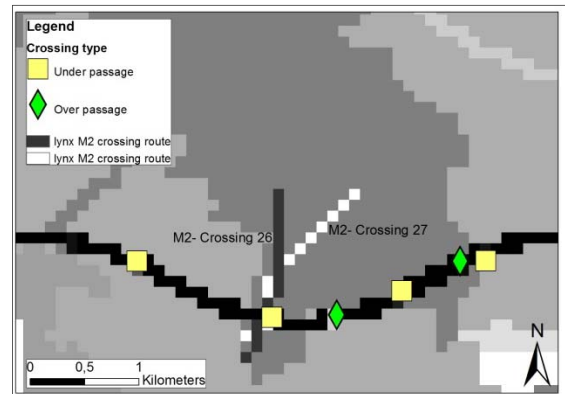 Legend
Crossing type
Under passage
Over passage
lynx M2 crossing route
lynx M2 crossing route
M2- Crossing 26
M2- Crossing 27
0 0,5 1
Kilometers
N